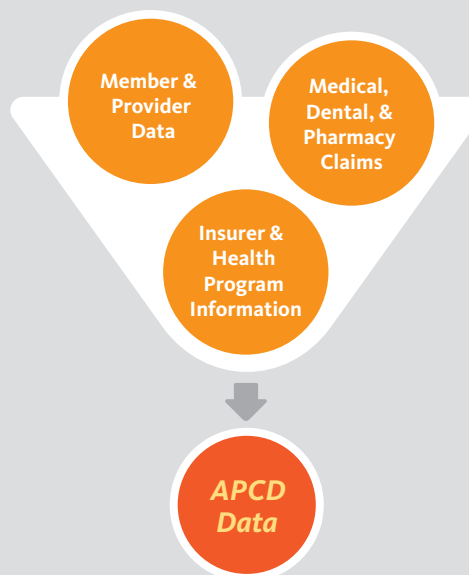 Member &
Provider
Data
Medical,
Dental, &
Pharmacy
Claims
Insurer &
Health
Program
Information
APCD
Data